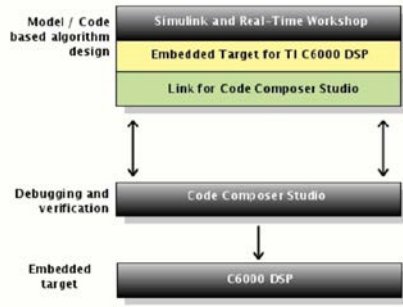 Model / Code
based algorithm
design
Simulink and Real-Time Workshop
Embedded Target for TI C6000 DSP
Link for Code Composer Studio
Debugging and
verification
Code Composer Studio
Embedded
target
C6000 DSP